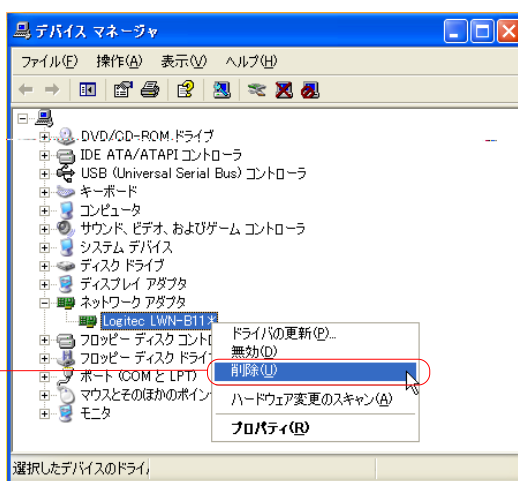 デバイス マネージャ
ファイル(F) 操作(A) 表示(V) ヘルプ(H)
DVD/CD-ROM ドライブ
IDE ATA/ATAPI コントローラ
USB (Universal Serial Bus) コントローラ
キーボード
コンピュータ
サウンド、ビデオ、およびゲーム コントローラ
システム デバイス
ディスク ドライブ
ディスプレイ アダプタ
ネットワーク アダプタ
Logitec LWN-B11
フロッピー ディスク コント
フロッピー ディスク ドライ
ポート (COM と LPT)
マウスとそのほかのポイン
モニタ
ドライバの更新(P)...
無効(D)
削除(U)
ハードウェア変更のスキャン(A)
プロパティ(R)
選択したデバイスのドライ